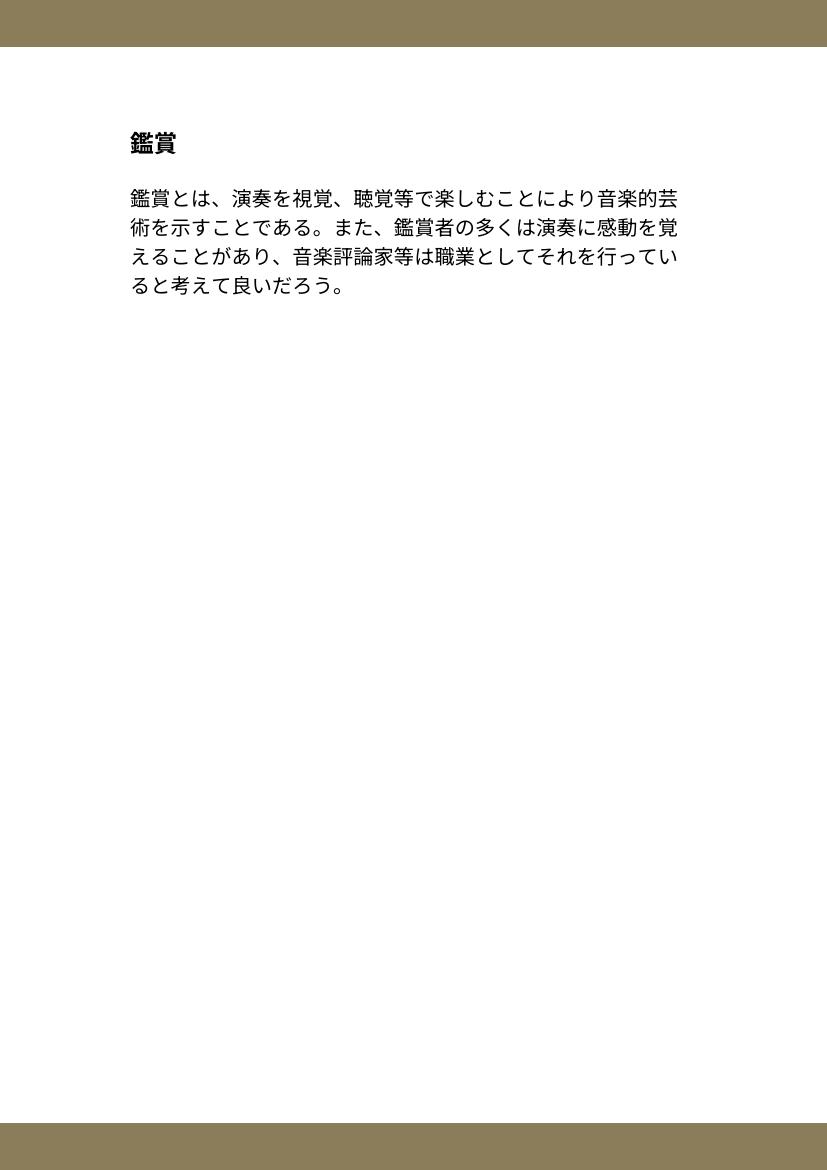 鑑賞
鑑賞とは、演奏を視覚、聴覚等で楽しむことにより音楽的芸
術を示すことである。また、鑑賞者の多くは演奏に感動を覚
えることがあり、音楽評論家等は職業としてそれを行ってい
ると考えて良いだろう。